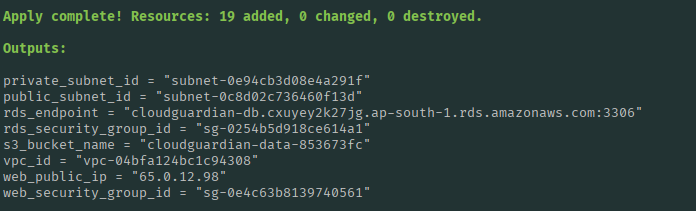 Apply complete! Resources: 19 added, 0 changed, 0 destroyed.
Outputs:
private_subnet_id = "subnet-0e94cb3d08e4a291f"
public_subnet_id = "subnet-0c8d02c736460f13d"
rds_endpoint = "cloudguardian-db.cxuyey2k27jg.ap-south-1.rds.amazonaws.com:3306"
rds_security_group_id = "sg-0254b5d918ce614a1"
s3_bucket_name = "cloudguardian-data-853673fc"
vpc_id = "vpc-04bfa124bc1c94308"
web_public_ip = "65.0.12.98"
web_security_group_id = "sg-0e4c63b8139740561"